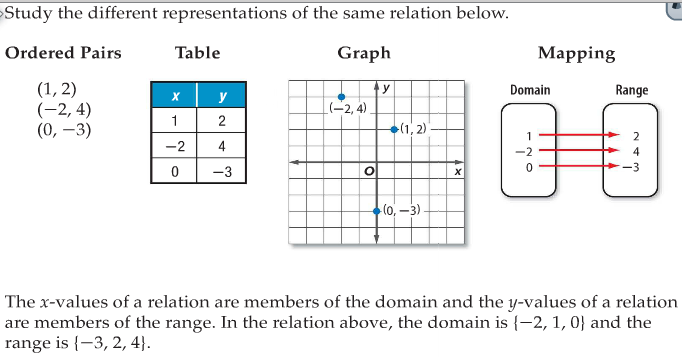 Study the different representations of the same relation below.
Ordered Pairs Table Graph Mapping
(1, 2)
(−2, 4)
(0, −3)
x y
1 2
−2 4
0 −3
y
(−2, 4)
(1, 2)
O x
(0, −3)
Domain Range
1 2
−2 4
0 −3
The x-values of a relation are members of the domain and the y-values of a relation
are members of the range. In the relation above, the domain is {−2, 1, 0} and the
range is {−3, 2, 4}.